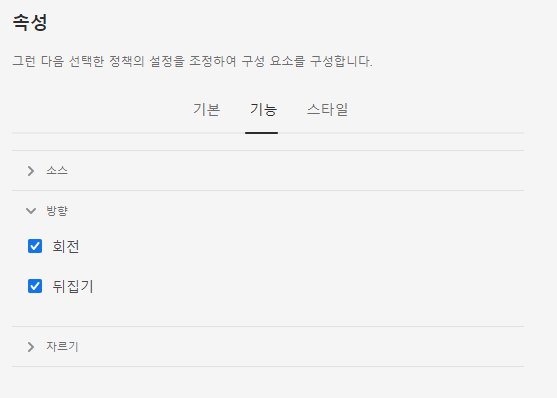 속성
그런 다음 선택한 정책의 설정을 조정하여 구성 요소를 구성합니다.
기본 기능 스타일
소스
방향
회전
뒤집기
자르기